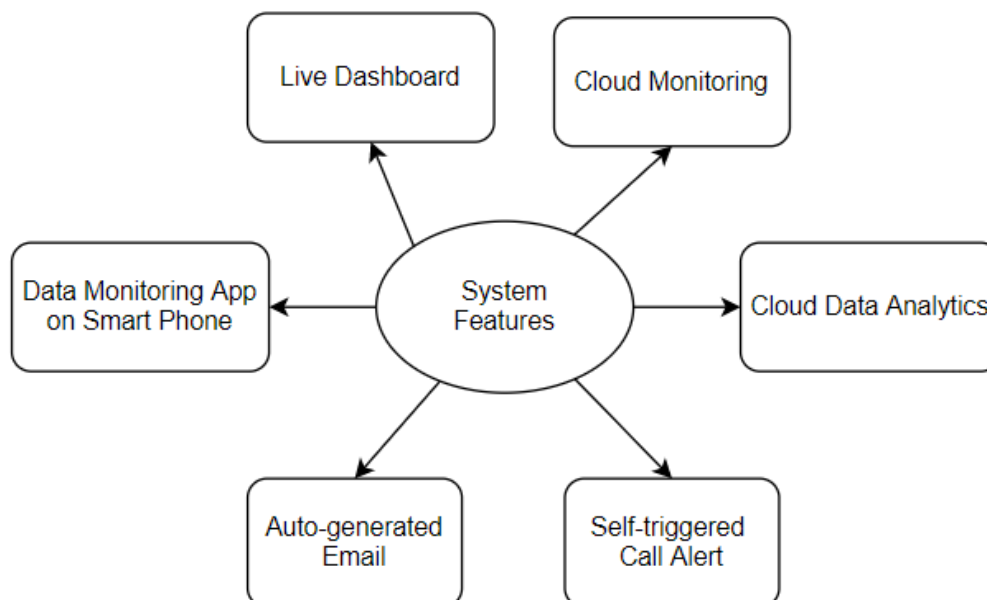 Live Dashboard
Cloud Monitoring
Data Monitoring App
on Smart Phone
System
Features
Cloud Data Analytics
Auto-generated
Email
Self-triggered
Call Alert